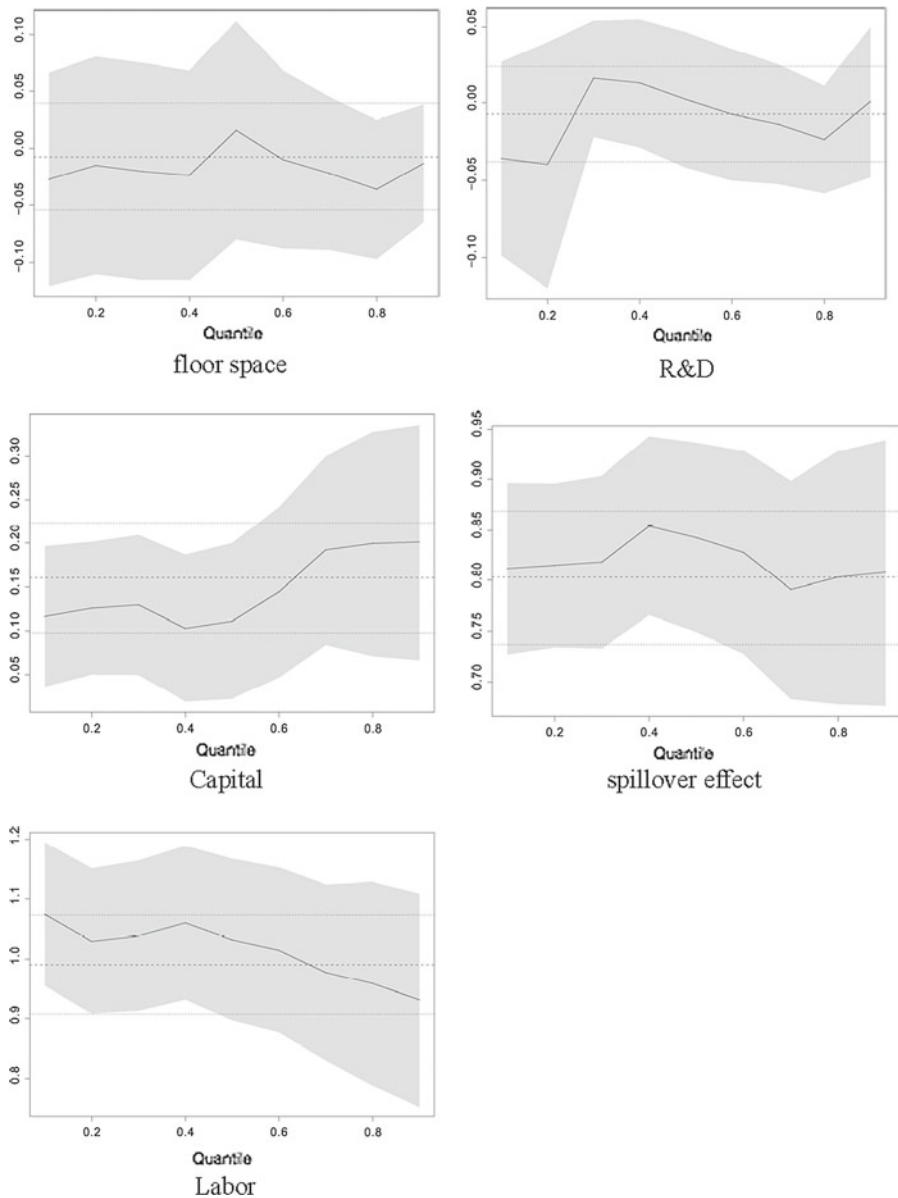 0.10
0.05
0.00
−0.05
−0.10
0.2 0.4 0.6 0.8
Quantile
floor space
0.05
0.00
−0.05
−0.10
0.2 0.4 0.6 0.8
Quantile
R&D
0.30
0.25
0.20
0.15
0.10
0.05
0.2 0.4 0.6 0.8
Quantile
Capital
0.95
0.90
0.85
0.80
0.75
0.70
0.2 0.4 0.6 0.8
Quantile
spillover effect
1.2
1.1
1.0
0.9
0.8
0.2 0.4 0.6 0.8
Quantile
Labor